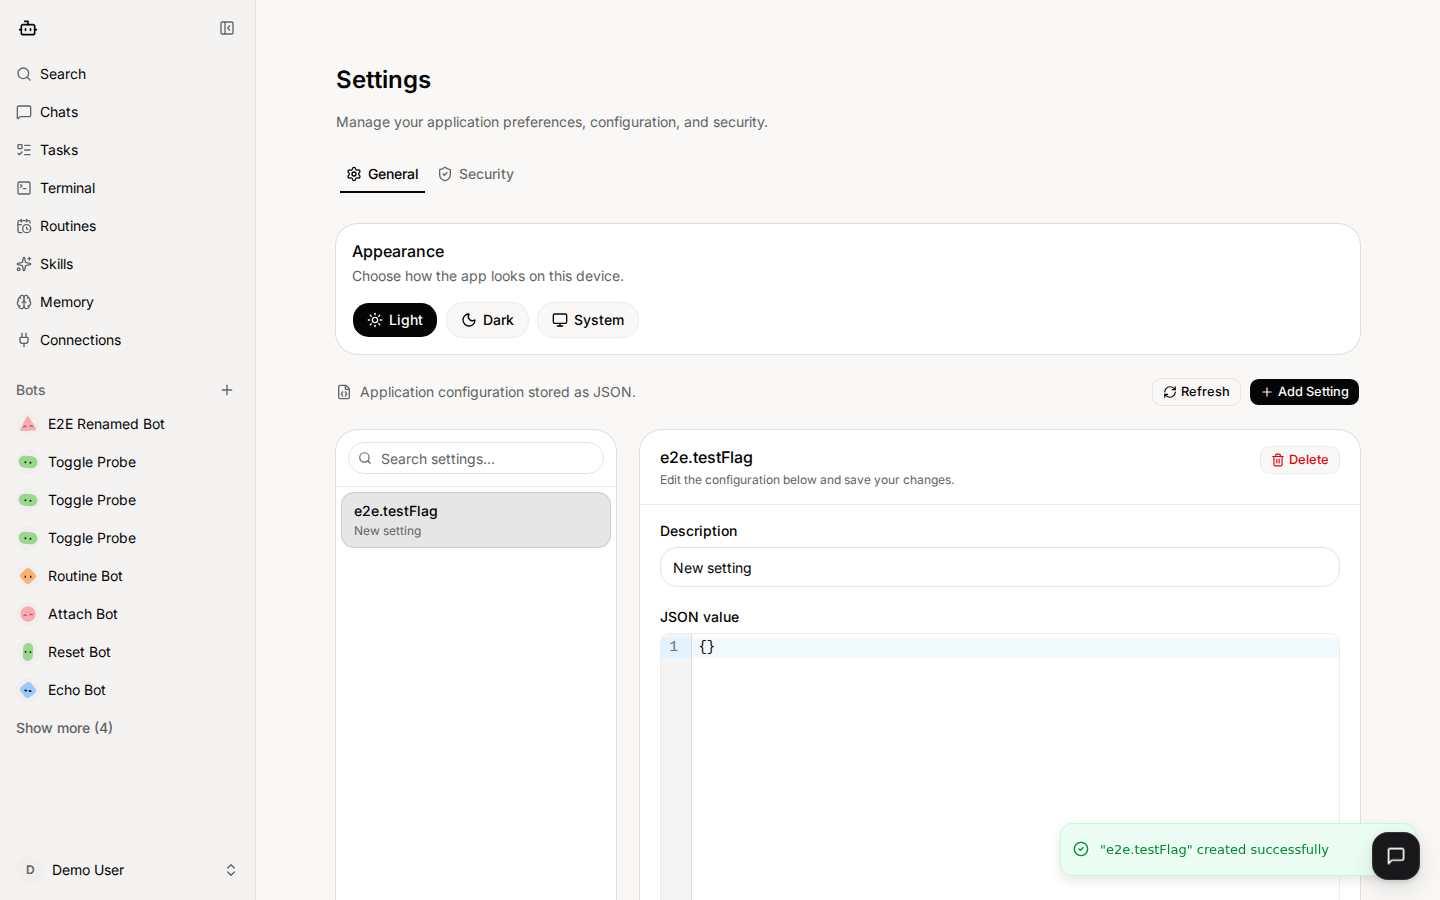 Search
Chats
Tasks
Terminal
Routines
Skills
Memory
Connections
Bots
E2E Renamed Bot
Toggle Probe
Toggle Probe
Toggle Probe
Routine Bot
Attach Bot
Reset Bot
Echo Bot
Show more (4)
D Demo User
Settings
Manage your application preferences, configuration, and security.
General Security
Appearance
Choose how the app looks on this device.
Light Dark System
Application configuration stored as JSON.
Refresh + Add Setting
Search settings...
e2e.testFlag
New setting
e2e.testFlag
Edit the configuration below and save your changes.
Delete
Description
New setting
JSON value
1 {}
"e2e.testFlag" created successfully